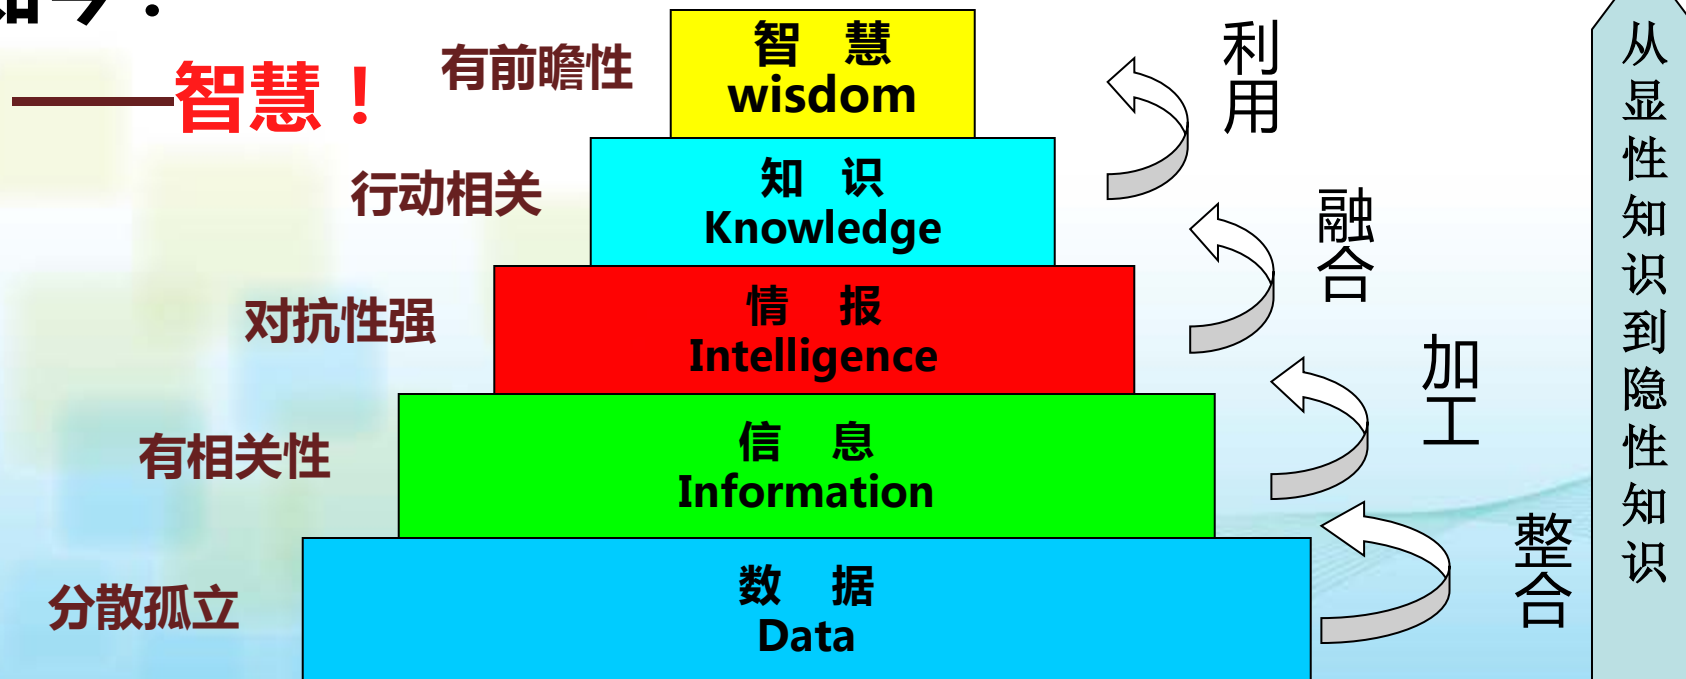 ——智慧！
有前瞻性
智 慧
wisdom
利用
行动相关
知 识
Knowledge
融合
对抗性强
情 报
Intelligence
加工
有相关性
信 息
Information
整合
分散孤立
数 据
Data
从显性知识到隐性知识